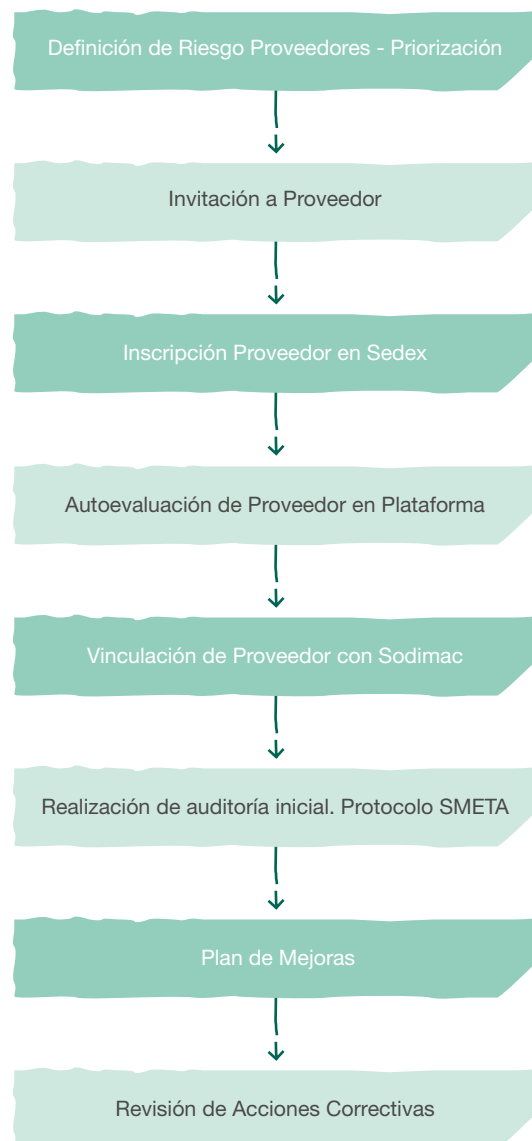 Definición de Riesgo Proveedores - Priorización
Invitación a Proveedor
Inscripción Proveedor en Sedex
Autoevaluación de Proveedor en Plataforma
Vinculación de Proveedor con Sodimac
Realización de auditoría inicial. Protocolo SMETA
Plan de Mejoras
Revisión de Acciones Correctivas